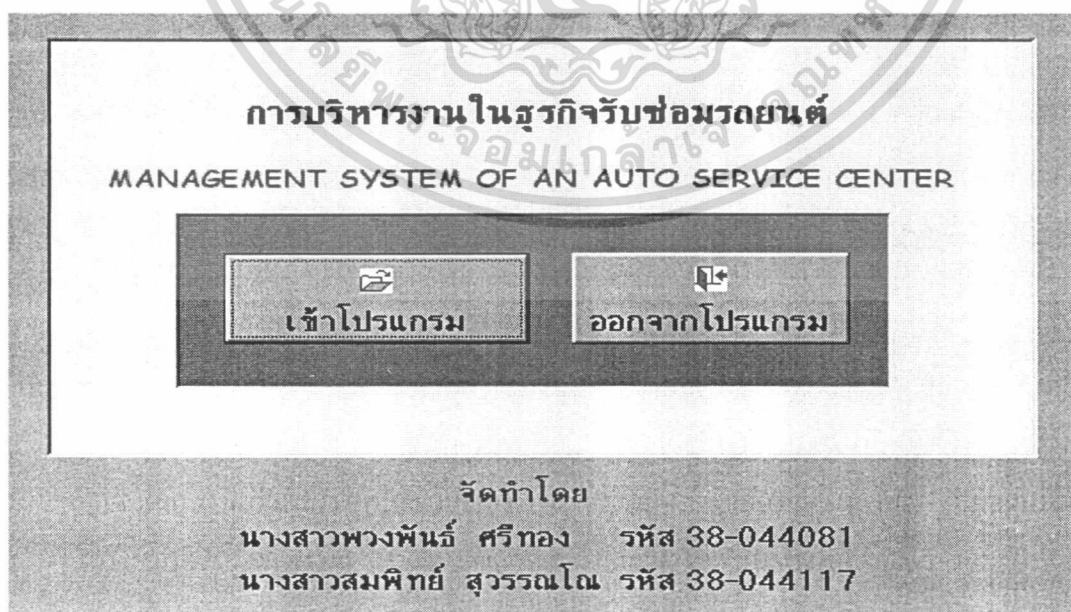 การบริหารงานในธุรกิจรับซ่อมรถยนต์
MANAGEMENT SYSTEM OF AN AUTO SERVICE CENTER
เข้าโปรแกรม
ออกจากโปรแกรม
จัดทำโดย
นางสาวพวงพันธ์ ศรีทอง รหัส 38-044081
นางสาวสมพิทย์ สุวรรณโณ รหัส 38-044117